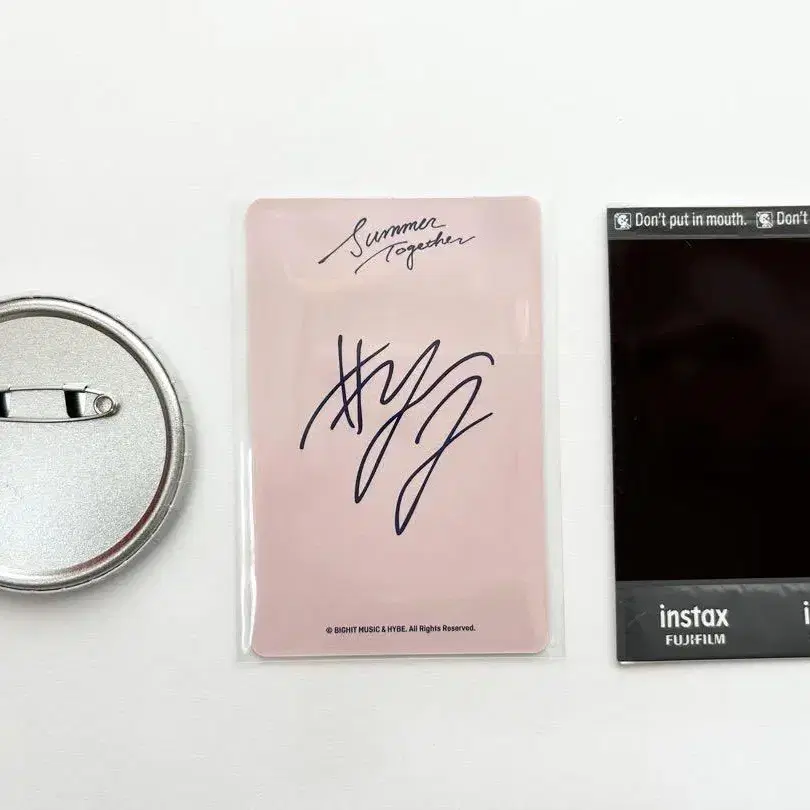 Summer
Together
© BIGHIT MUSIC & HYBE. All Rights Reserved.
Don't put in mouth. Don't
instax
FUJIFILM